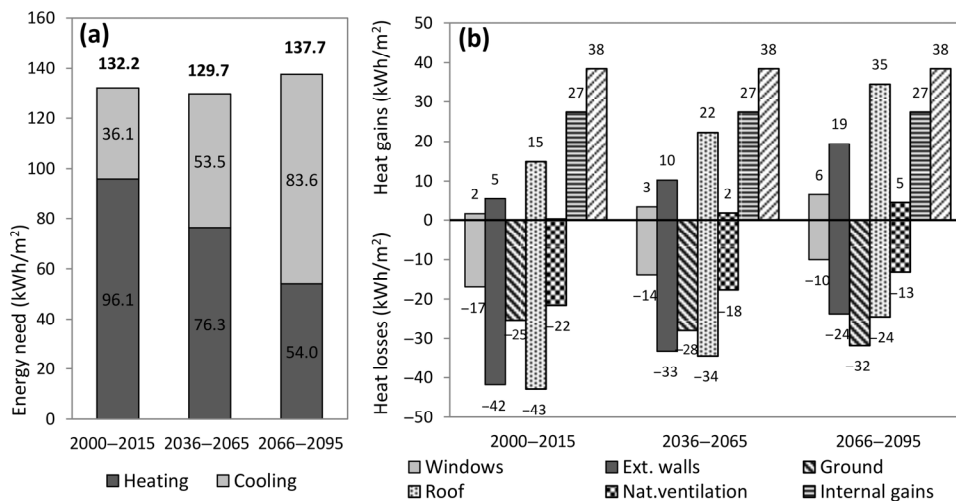 (a)
160
140
120
100
80
60
40
20
0
Energy need (kWh/m²)
132.2
129.7
137.7
36.1
53.5
83.6
96.1
76.3
54.0
2000–2015 2036–2065 2066–2095
Heating Cooling
(b)
50
40
30
20
10
0
−10
−20
−30
−40
−50
Heat gains (kWh/m²)
Heat losses (kWh/m²)
2 5 15 27 38
−17 −42 −25 −43 −22
3 10 22 2 27 38
−14 −33 −28 −34 −18
6 19 35 5 27 38
−10 −24 −32 −24 −13
2000–2015 2036–2065 2066–2095
Windows Ext. walls Ground
Roof Nat.ventilation Internal gains